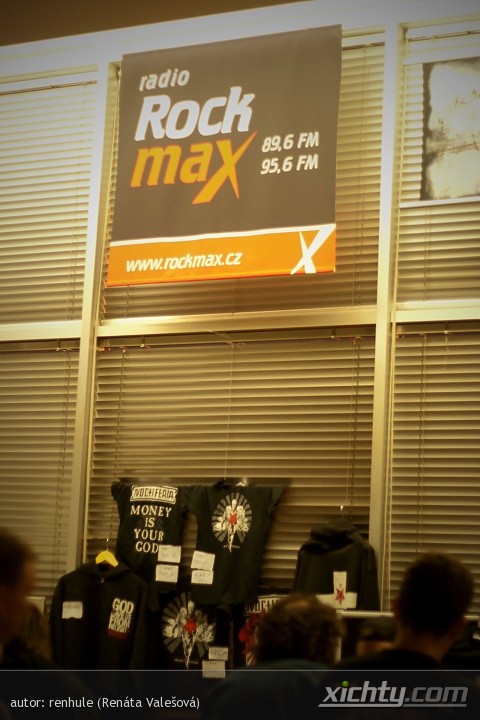 radio
Rock
max
89,6 FM
95,6 FM
www.rockmax.cz
MONEY
IS
YOUR
GOD
GOD
autor: renhule (Renáta Valešová)
xichty.com